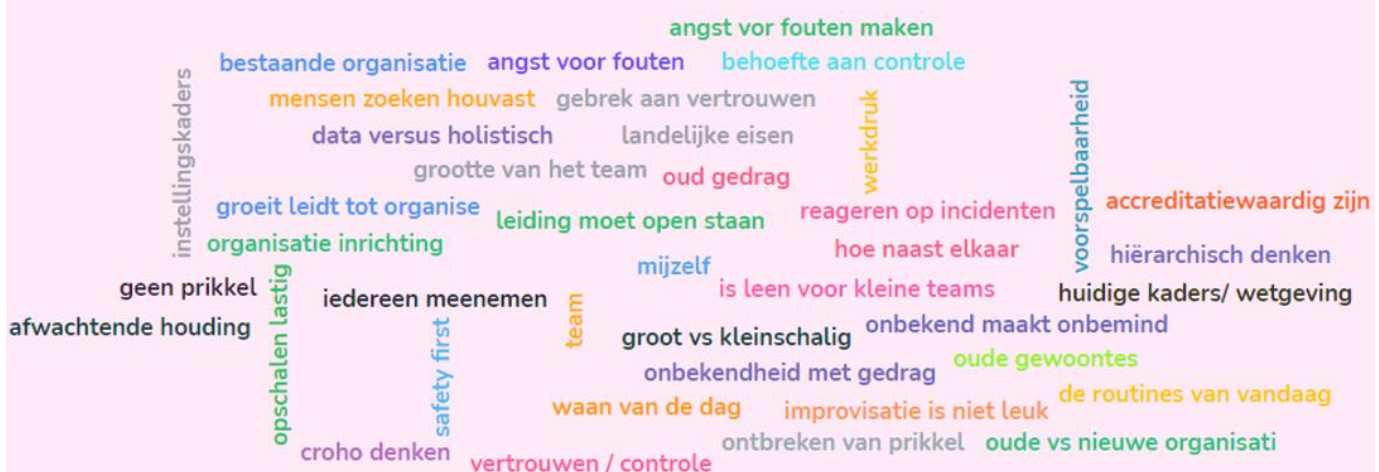 angst vor fouten maken
bestaande organisatie
angst voor fouten
behoefte aan controle
instellingskaders
mensen zoeken houvast
gebrek aan vertrouwen
werkdruk
voorspelbaarheid
data versus holistisch
landelijke eisen
grootte van het team
oud gedrag
accreditatiewaardig zijn
groeit leidt tot organise
leiding moet open staan
reageren op incidenten
organisatie inrichting
hoe naast elkaar
hiërarchisch denken
mijzelf
geen prikkel
opschalen lastig
iedereen meenemen
team
is leen voor kleine teams
huidige kaders/ wetgeving
afwachtende houding
safety first
groot vs kleinschalig
onbekend maakt onbemind
onbekendheid met gedrag
oude gewoontes
waan van de dag
improvisatie is niet leuk
de routines van vandaag
croho denken
vertrouwen / controle
ontbreken van prikkel
oude vs nieuwe organisati